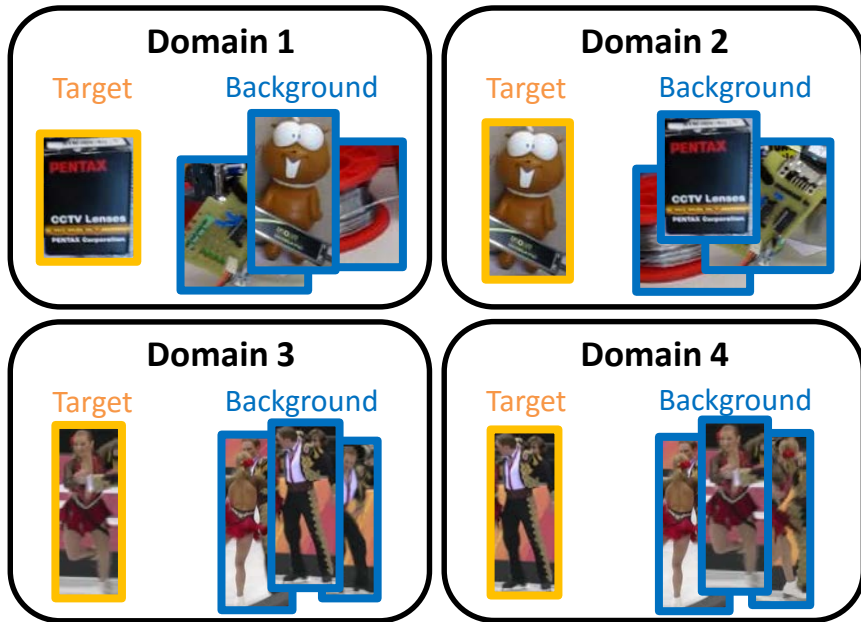 Domain 1
Target
Background
PENTAX
CCTV Lenses
PENTAX Corporation
Domain 2
Target
Background
PENTAX
CCTV Lenses
PENTAX Corporation
Domain 3
Target
Background
Domain 4
Target
Background